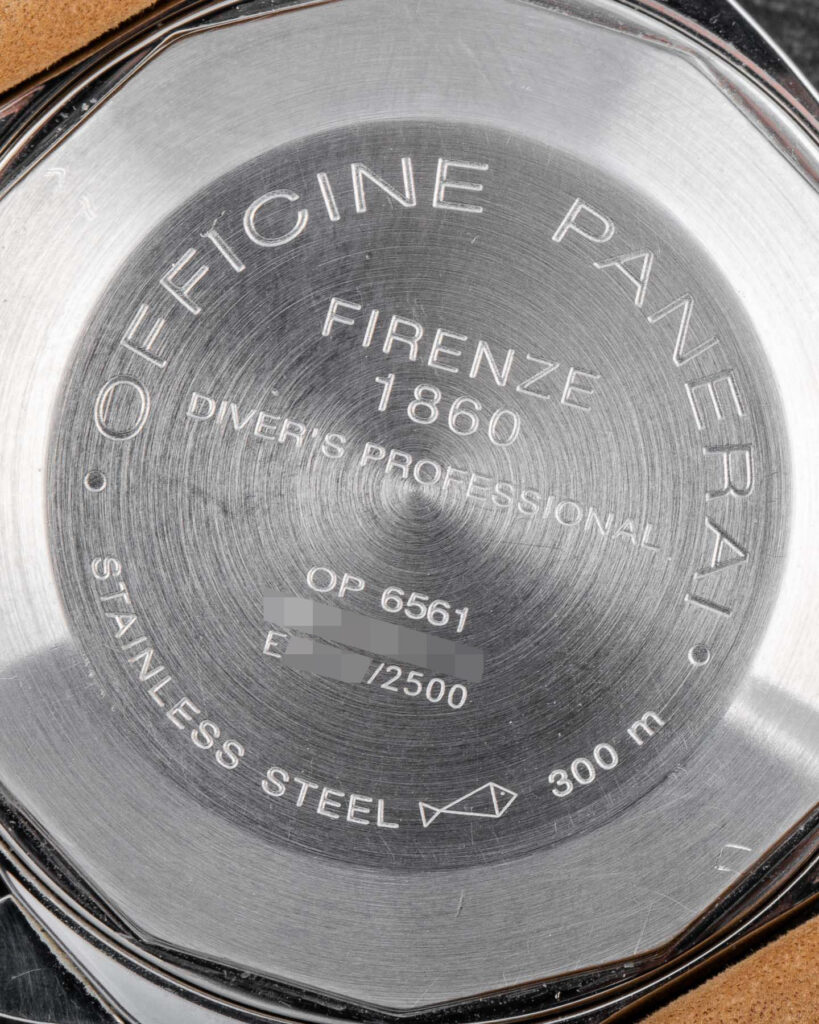 OFFICINE PANERAI
FIRENZE
1860
DIVER'S PROFESSIONAL
OP 6561
E /2500
STAINLESS STEEL 300 m